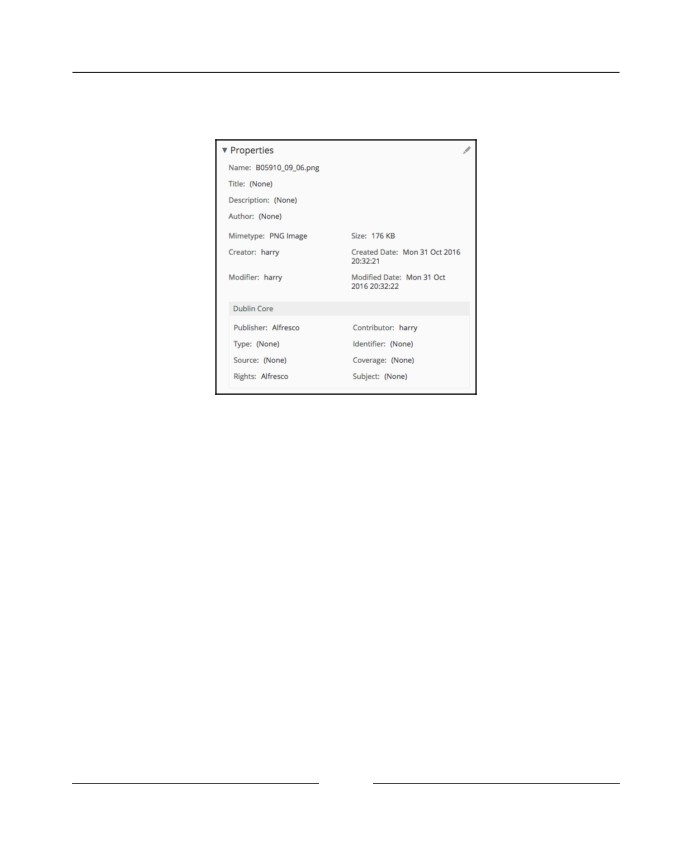 ▼ Properties
Name: B05910_09_06.png
Title: (None)
Description: (None)
Author: (None)
Mimetype: PNG Image
Size: 176 KB
Creator: harry
Created Date: Mon 31 Oct 2016
20:32:21
Modifier: harry
Modified Date: Mon 31 Oct
2016 20:32:22
Dublin Core
Publisher: Alfresco
Contributor: harry
Type: (None)
Identifier: (None)
Source: (None)
Coverage: (None)
Rights: Alfresco
Subject: (None)